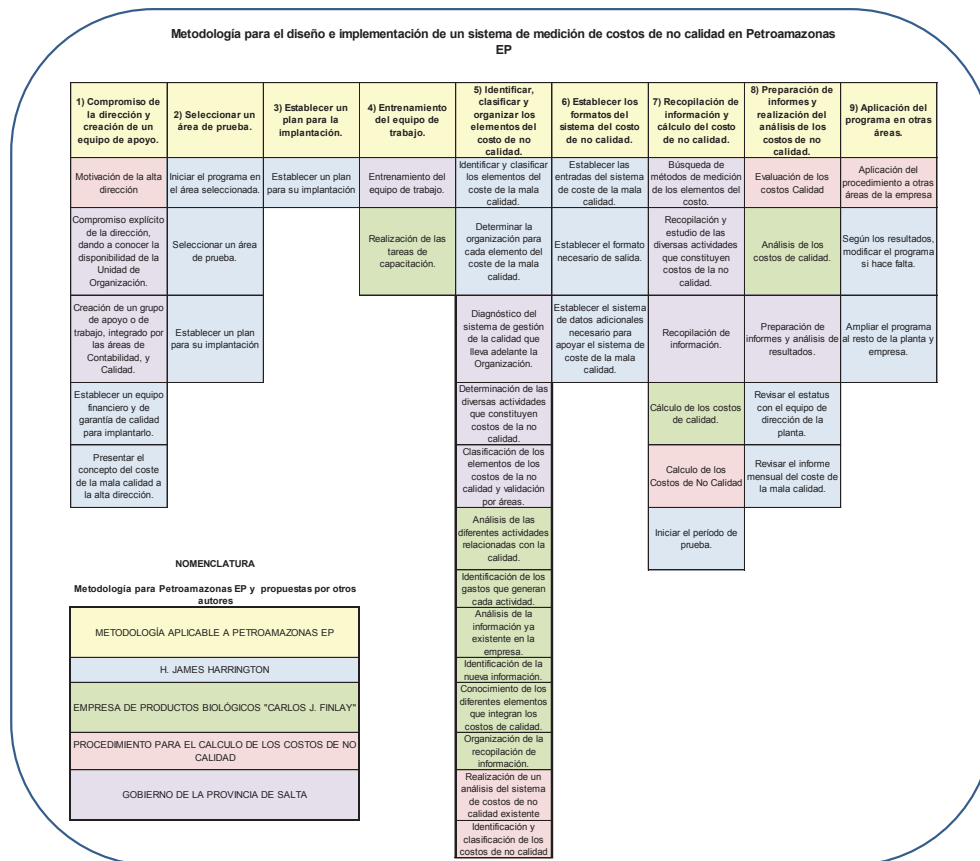 Metodología para el diseño e implementación de un sistema de medición de costos de no calidad en Petroamazonas
EP
1) Compromiso de
la dirección y
creación de un
equipo de apoyo.
2) Seleccionar un
área de prueba.
3) Establecer un
plan para la
implantación.
4) Entrenamiento
del equipo de
trabajo.
5) Identificar,
clasificar y
organizar los
elementos del
costo de no
calidad.
6) Establecer los
formatos del
sistema del costo
de no calidad.
7) Recopilación de
información y
cálculo del costo
de no calidad.
8) Preparación de
informes y
realización del
análisis de los
costos de no
calidad.
9) Aplicación del
programa en otras
áreas.
Motivación de la alta
dirección
Iniciar el programa en
el área seleccionada.
Establecer un plan
para su implantación
Entrenamiento del
equipo de trabajo.
Identificar y clasificar
los elementos del
coste de la mala
calidad.
Establecer las
entradas del sistema
de coste de la mala
calidad.
Búsqueda de
métodos de medición
de los elementos del
costo.
Evaluación de los
costos Calidad
Aplicación del
procedimiento a otras
áreas de la empresa
Compromiso explícito
de la dirección,
dando a conocer la
disponibilidad de la
Unidad de
Organización.
Seleccionar un área
de prueba.
Realización de las
tareas de
capacitación.
Determinar la
organización para
cada elemento del
coste de la mala
calidad.
Establecer el formato
necesario de salida.
Recopilación y
estudio de las
diversas actividades
que constituyen
costos de la no
calidad.
Análisis de los
costos de calidad.
Según los resultados,
modificar el programa
si hace falta.
Creación de un grupo
de apoyo o de
trabajo, integrado por
las áreas de
Contabilidad, y
Calidad.
Establecer un plan
para su implantación
Diagnóstico del
sistema de gestión
de la calidad que
lleva adelante la
Organización.
Establecer el sistema
de datos adicionales
necesario para
apoyar el sistema de
coste de la mala
calidad.
Recopilación de
información.
Preparación de
informes y análisis de
resultados.
Ampliar el programa
al resto de la planta y
empresa.
Establecer un equipo
financiero y de
garantía de calidad
para implantarlo.
Determinación de las
diversas actividades
que constituyen
costos de la no
calidad.
Cálculo de los costos
de calidad.
Revisar el estatus
con el equipo de
dirección de la
planta.
Presentar el
concepto del coste
de la mala calidad a
la alta dirección.
Clasificación de los
elementos de los
costos de la no
calidad y validación
por áreas.
Calculo de los
Costos de No Calidad
Revisar el informe
mensual del coste de
la mala calidad.
Análisis de las
diferentes actividades
relacionadas con la
calidad.
Iniciar el período de
prueba.
Identificación de los
gastos que generan
cada actividad.
Análisis de la
información ya
existente en la
empresa.
Identificación de la
nueva información.
Conocimiento de los
diferentes elementos
que integran los
costos de calidad.
Organización de la
recopilación de
información.
Realización de un
análisis del sistema
de costos de no
calidad existente
Identificación y
clasificación de los
costos de no calidad
NOMENCLATURA
Metodología para Petroamazonas EP y propuestas por otros
autores
METODOLOGÍA APLICABLE A PETROAMAZONAS EP
H. JAMES HARRINGTON
EMPRESA DE PRODUCTOS BIOLÓGICOS "CARLOS J. FINLAY"
PROCEDIMIENTO PARA EL CALCULO DE LOS COSTOS DE NO
CALIDAD
GOBIERNO DE LA PROVINCIA DE SALTA